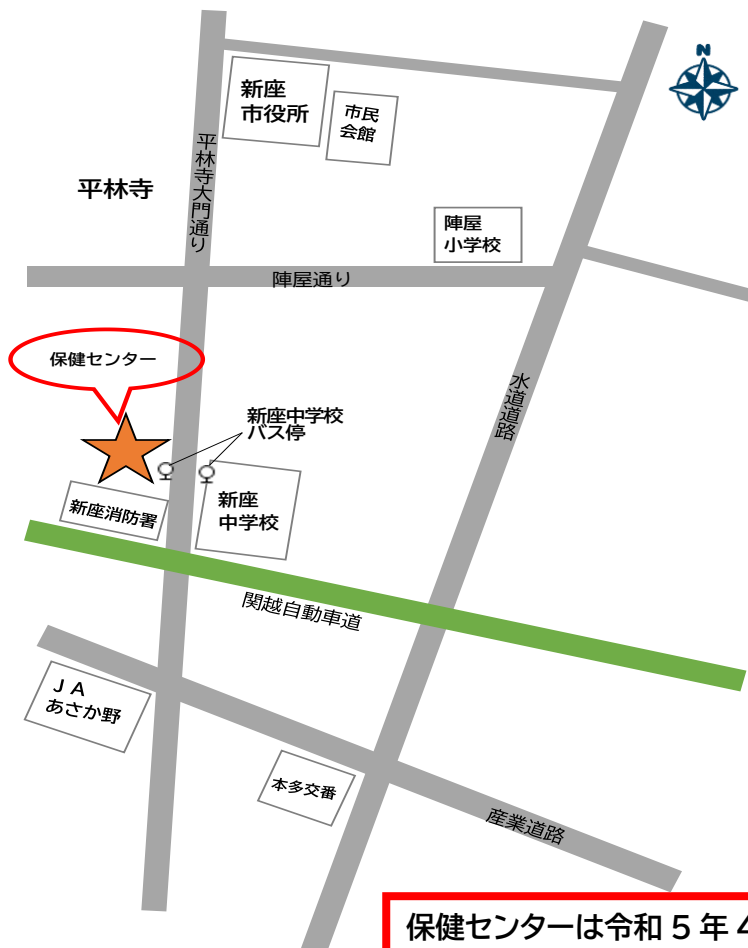 N
新座
市役所
市民
会館
平林寺大門通り
平林寺
陣屋
小学校
陣屋通り
保健センター
水道道路
新座中学校
バス停
新座消防署
新座
中学校
関越自動車道
ＪＡ
あさか野
本多交番
産業道路
保健センターは令和 5 年 4